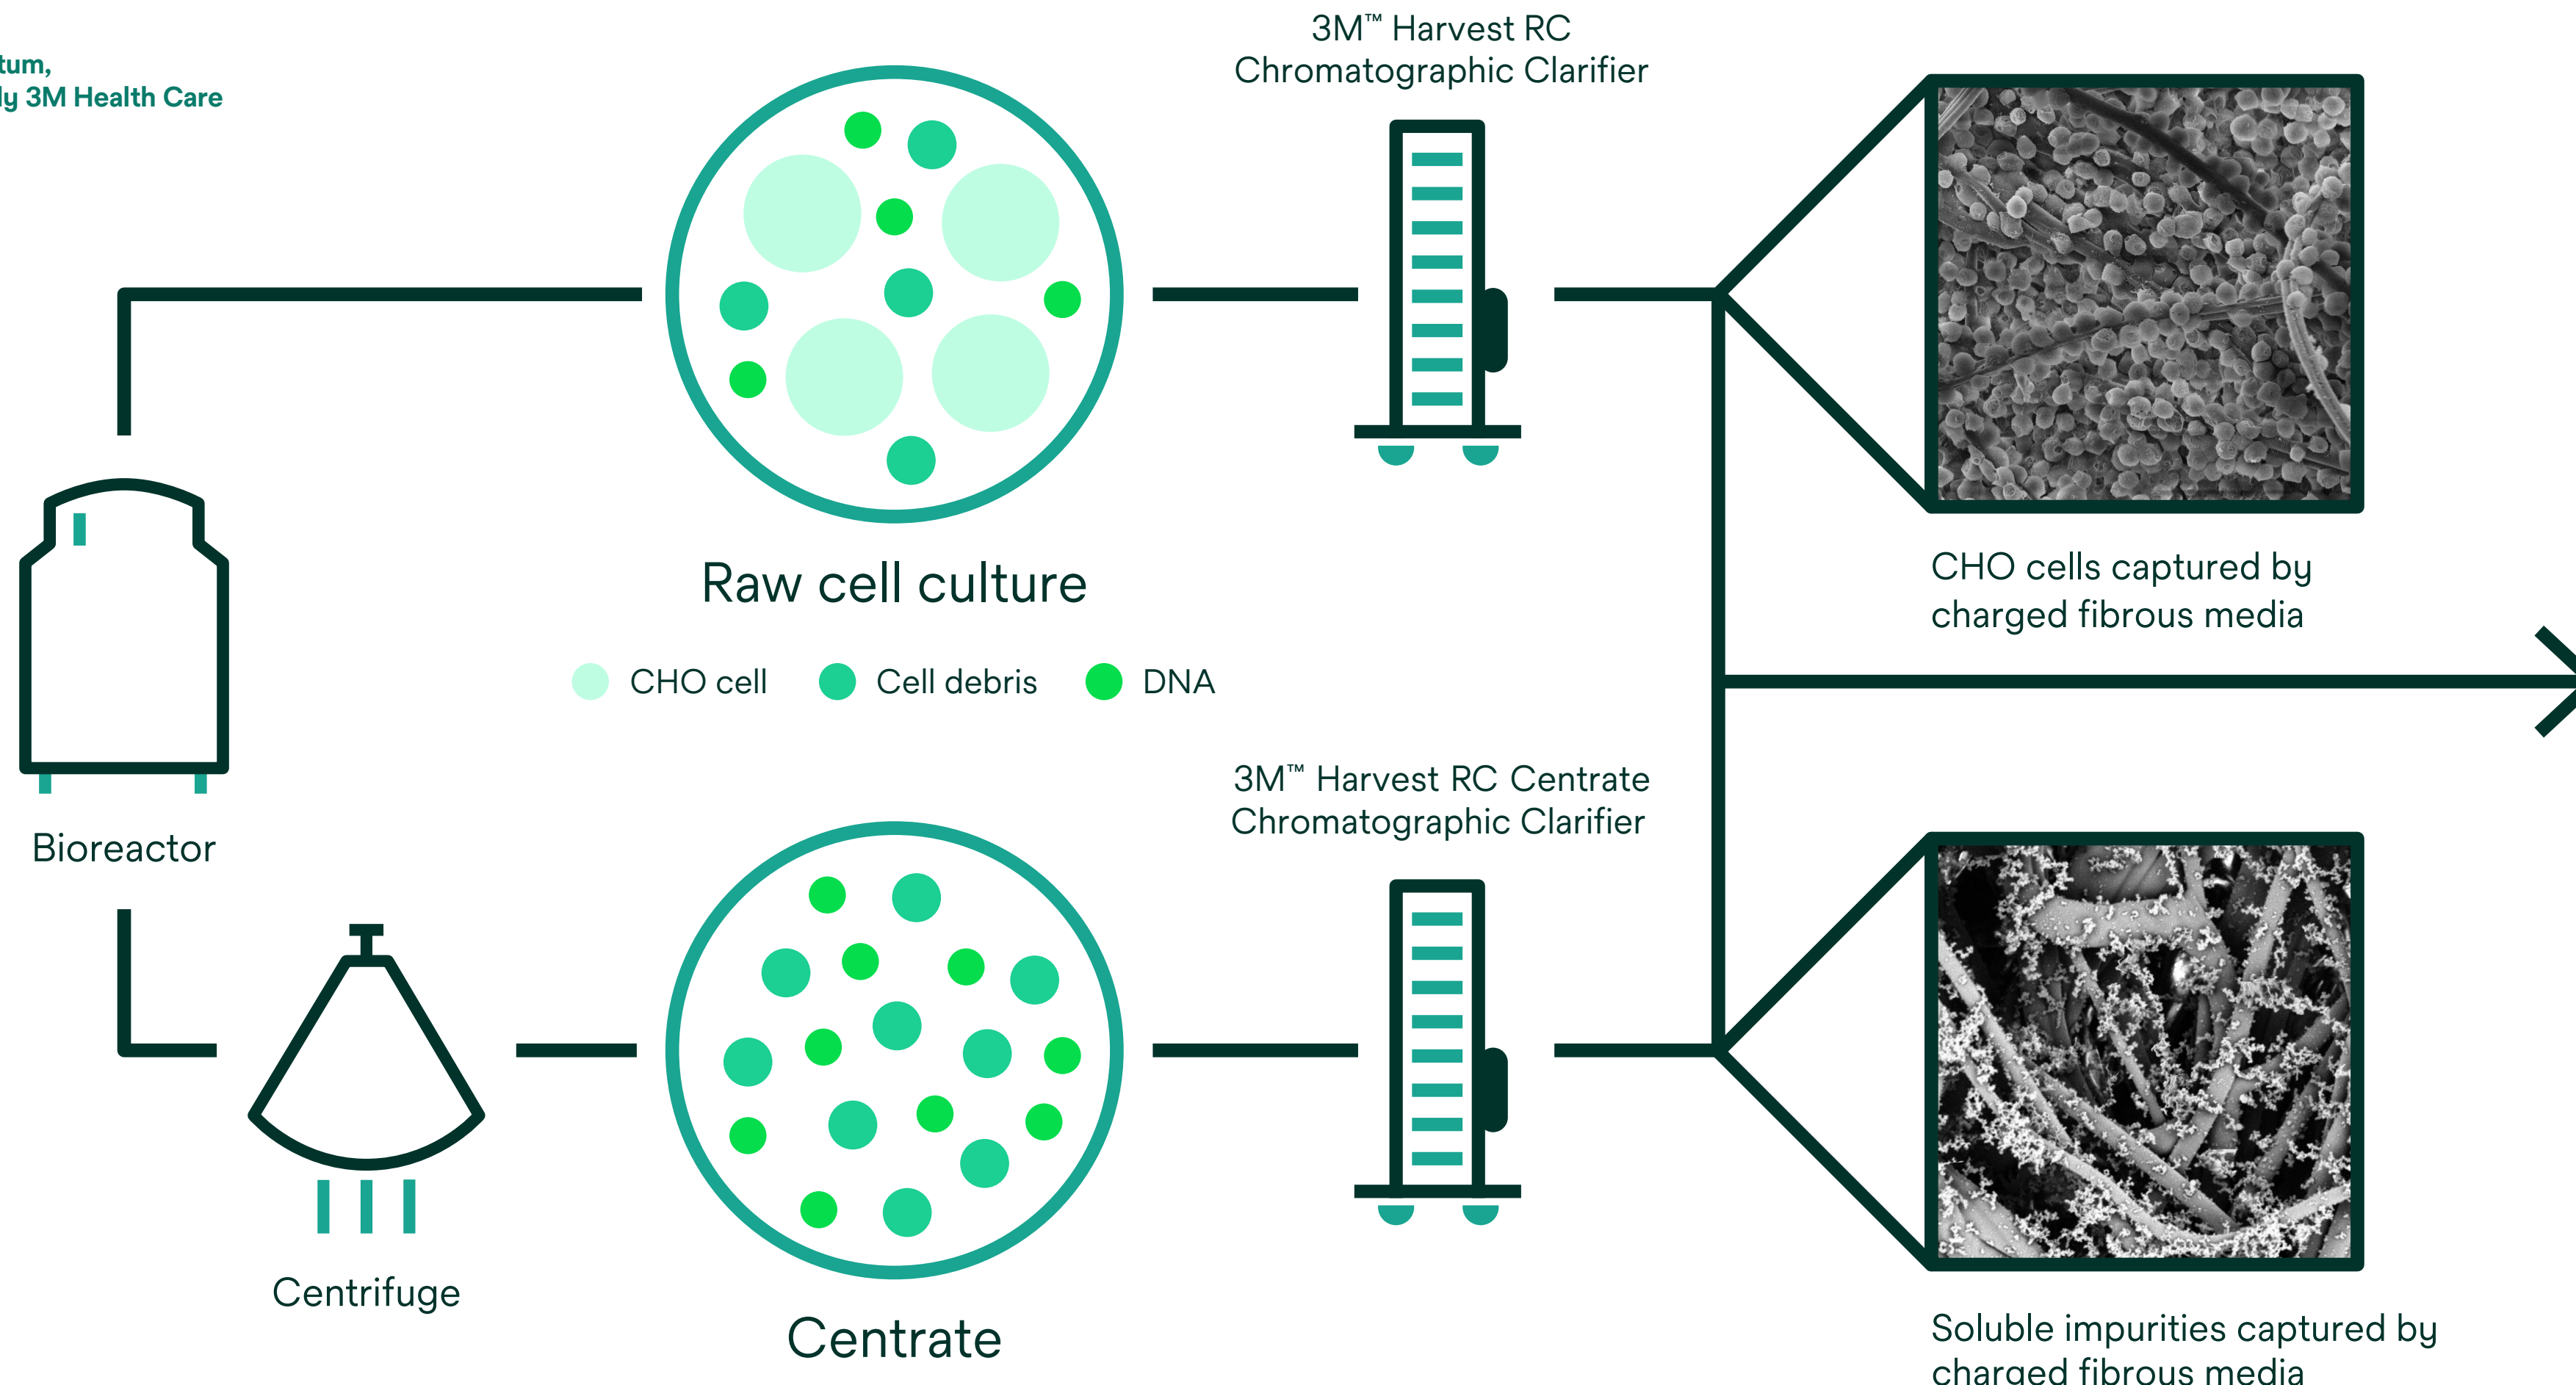 3M™ Harvest RC
Chromatographic Clarifier
3M Health Care
Raw cell culture
CHO cells captured by
charged fibrous media
CHO cell
Cell debris
DNA
3M™ Harvest RC Centrate
Chromatographic Clarifier
Bioreactor
Centrifuge
Centrate
Soluble impurities captured by
charged fibrous media